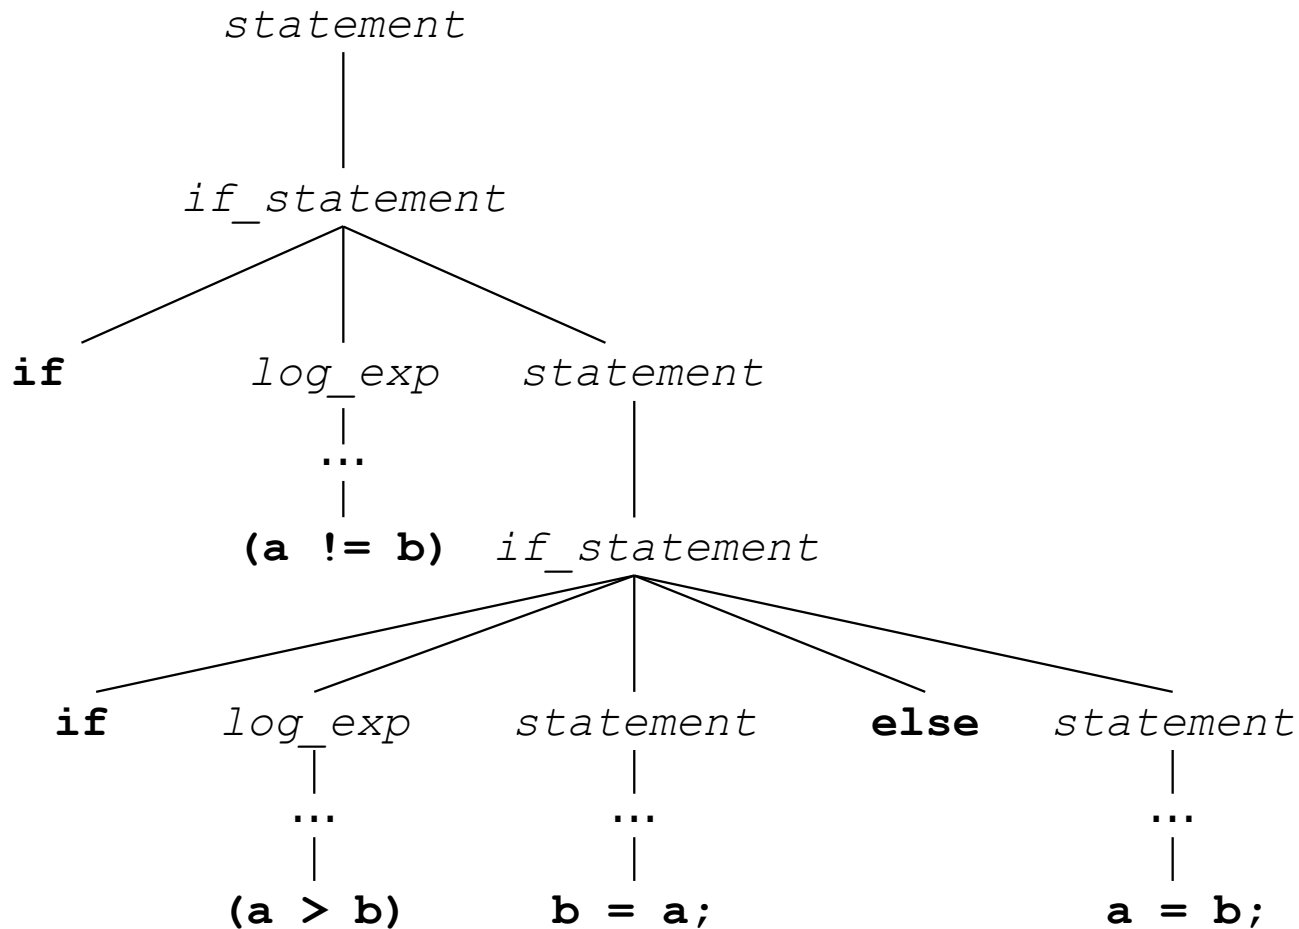 statement
if_statement
if log_exp statement
...
(a != b) if_statement
if log_exp statement else statement
... ... ...
(a > b) b = a; a = b;